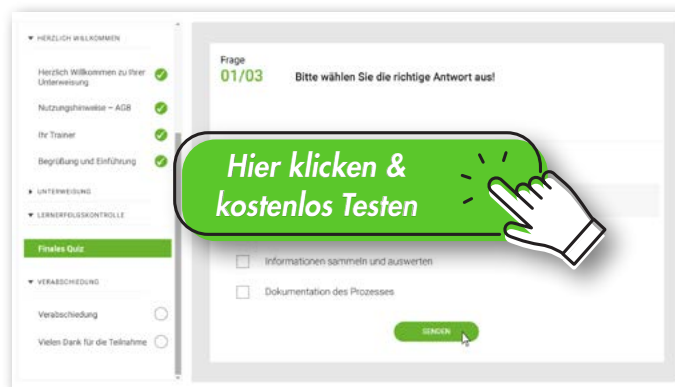 HERZLICH WILLKOMMEN
Herzlich Willkommen zu Ihrer
Unterweisung
Nutzungshinweise – AGB
Ihr Trainer
Begrüßung und Einführung
UNTERWEISUNG
LERNERFOLGSKONTROLLE
Finales Quiz
VERABSCHIEDUNG
Verabschiedung
Vielen Dank für die Teilnahme
Frage
01/03
Bitte wählen Sie die richtige Antwort aus!
Hier klicken &
kostenlos Testen
Informationen sammeln und auswerten
Dokumentation des Prozesses
SENDEN